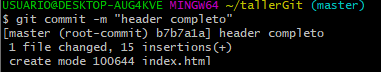 USUARIO@DESKTOP-AUG4KVE MINGW64 ~/tallerGit (master)
$ git commit -m "header completo"
[master (root-commit) b7b7a1a] header completo
 1 file changed, 15 insertions(+)
 create mode 100644 index.html